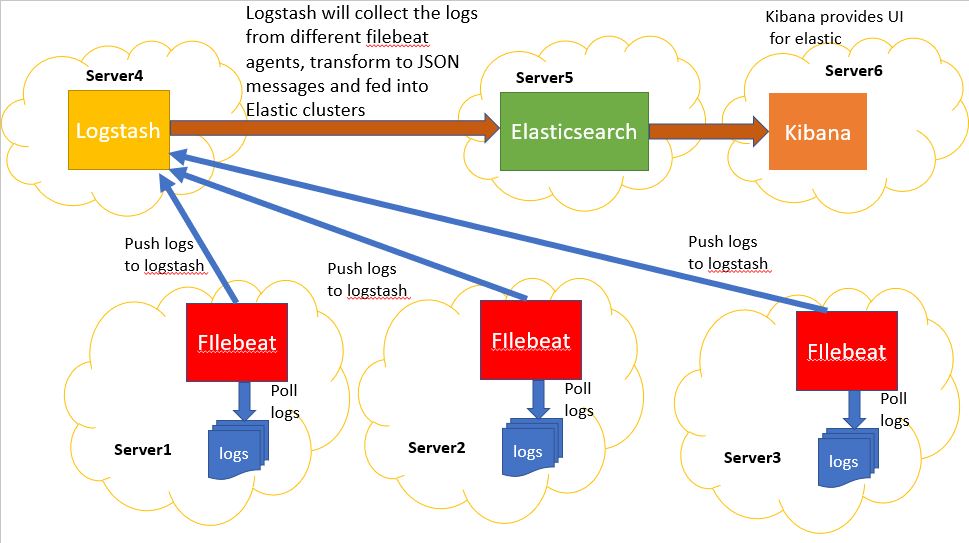 Logstash will collect the logs
from different filebeat
agents, transform to JSON
messages and fed into
Elastic clusters
Kibana provides UI
for elastic
Server4
Logstash
Server5
Elasticsearch
Server6
Kibana
Push logs
to logstash
Push logs
to logstash
Push logs
to logstash
FIlebeat
Poll
logs
logs
Server1
FIlebeat
Poll
logs
logs
Server2
FIlebeat
Poll
logs
logs
Server3